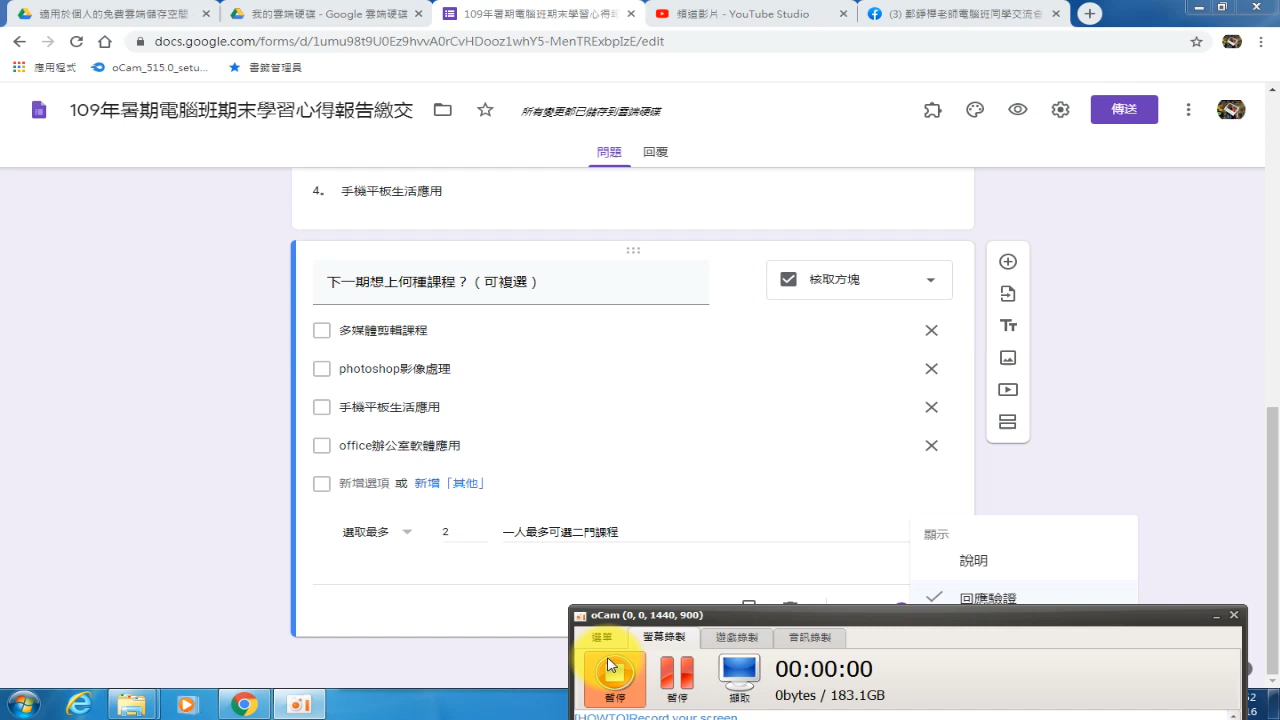 適用於個人的免費雲端儲存空間
我的雲端硬碟 - Google 雲端硬碟
109年暑期電腦班期末學習心得
頻道影片 - YouTube Studio
(3) 鄭錚樑老師電腦班同學交流會
docs.google.com/forms/d/1umu98t9UDEz9hvvA0rCvHDooz1whY5-MenTRExbpIzE/edit
應用程式
oCam_515.0_setu...
書籤管理員
109年暑期電腦班期末學習心得報告繳交
所有變更都已儲存到雲端硬碟
傳送
問題
回覆
4。 手機平板生活應用
下一期想上何種課程？（可複選）
核取方塊
多媒體剪輯課程
photoshop影像處理
手機平板生活應用
office辦公室軟體應用
新增選項 或 新增「其他」
選取最多
2
一人最多可選二門課程
顯示
說明
回應驗證
oCam (0, 0, 1440, 900)
選單
螢幕錄製
遊戲錄製
音訊錄製
暫停
暫停
擷取
00:00:00
0bytes / 183.1GB
[HOWTO]Record your screen